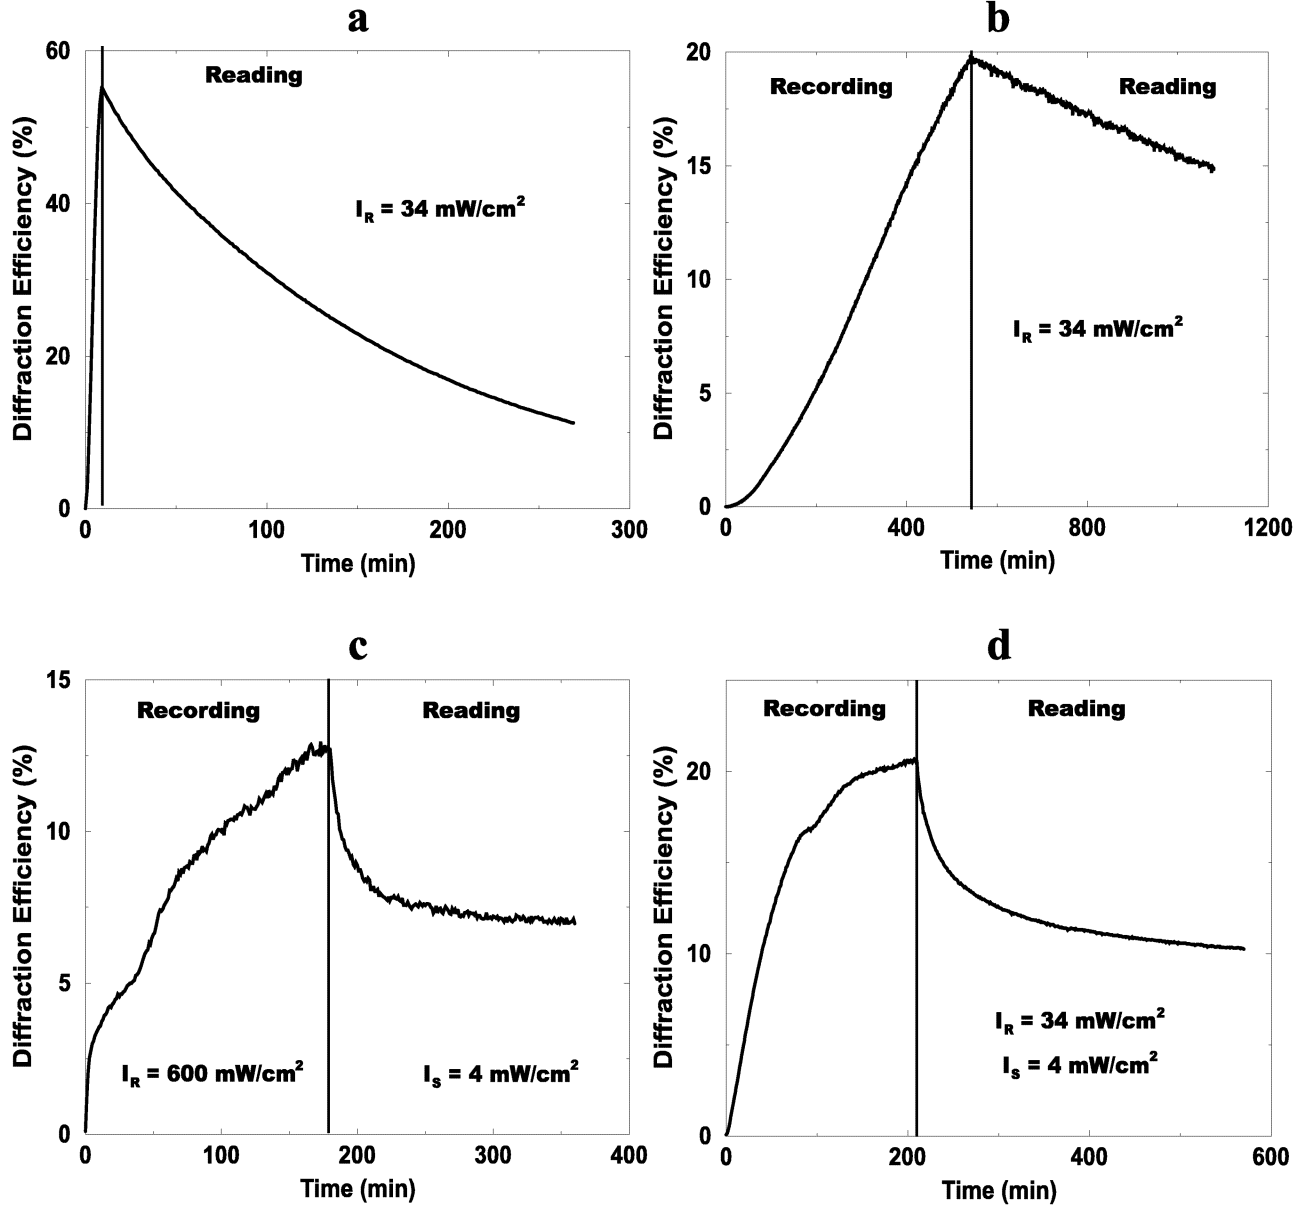 a
60
40
20
0
Diffraction Efficiency (%)
Reading
I_R = 34 mW/cm²
0 100 200 300
Time (min)
b
20
15
10
5
0
Diffraction Efficiency (%)
Recording Reading
I_R = 34 mW/cm²
0 400 800 1200
Time (min)
c
15
10
5
0
Diffraction Efficiency (%)
Recording Reading
I_R = 600 mW/cm² I_S = 4 mW/cm²
0 100 200 300 400
Time (min)
d
20
10
0
Diffraction Efficiency (%)
Recording Reading
I_R = 34 mW/cm²
I_S = 4 mW/cm²
0 200 400 600
Time (min)